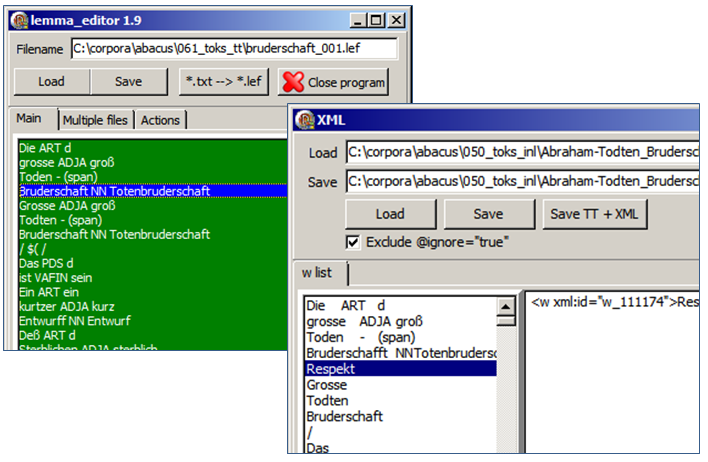 lemma_editor 1.9
Filename C:\corpora\abacus\061_toks_tt\bruderschaft_001.lef
Load Save *.txt --> *.lef Close program
Main Multiple files Actions
Die ART d
grosse ADJA groß
Toden - (span)
Bruderschaft NN Totenbruderschaft
Grosse ADJA groß
Todten - (span)
Bruderschaft NN Totenbruderschaft
/ $( /
Das PDS d
ist VAFIN sein
Ein ART ein
kurtzer ADJA kurz
Entwurff NN Entwurf
Deß ART d
Sterblichen ADJA sterblich
XML
Load C:\corpora\abacus\050_toks_inl\Abraham-Todten_Brudersc
Save C:\corpora\abacus\050_toks_inl\Abraham-Todten_Brudersc
Load Save Save TT + XML
Exclude @ignore="true"
w list
Die ART d
grosse ADJA groß
Toden - (span)
Bruderschafft NNTotenbrudersc
Respekt
Grosse
Todten
Bruderschaft
/
Das
<w xml:id="w_111174">Res